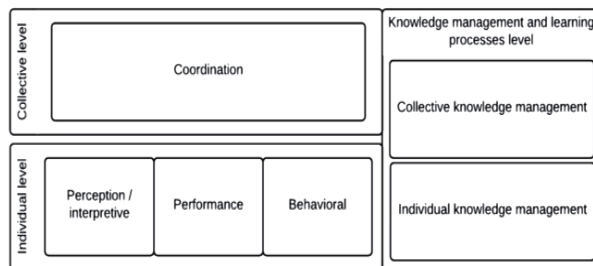 Collective level
Coordination
Individual level
Perception /
interpretive
Performance
Behavioral
Knowledge management and learning
processes level
Collective knowledge management
Individual knowledge management